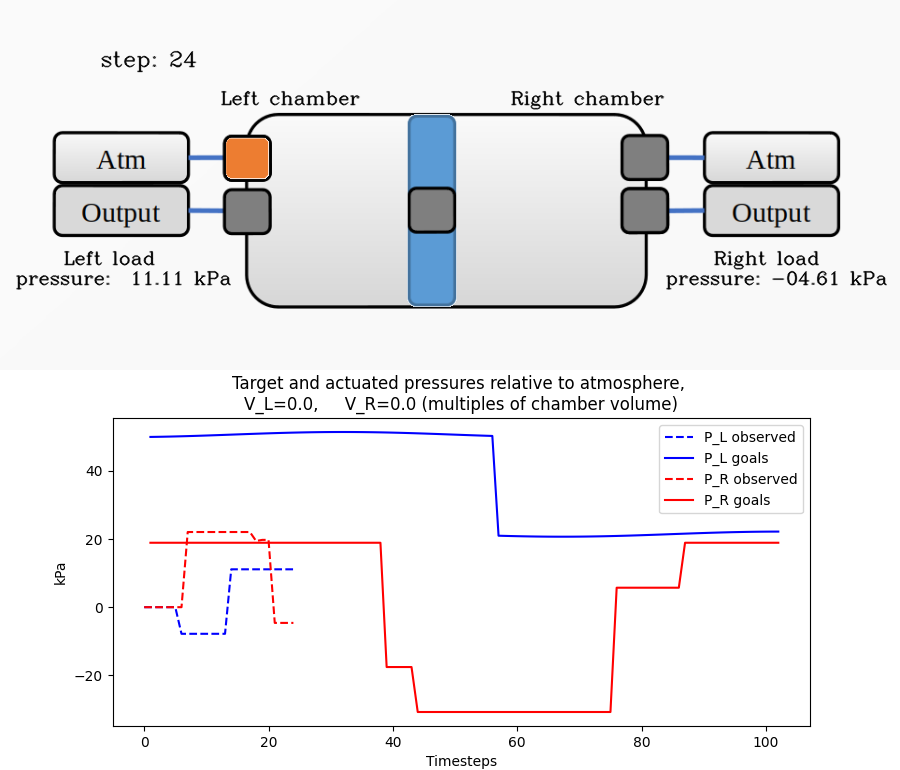 step: 24
Left chamber
Right chamber
Atm
Atm
Output
Output
Left load
pressure:  11.11 kPa
Right load
pressure: −04.61 kPa
Target and actuated pressures relative to atmosphere,
V_L=0.0,     V_R=0.0 (multiples of chamber volume)
P_L observed
P_L goals
P_R observed
P_R goals
kPa
40
20
0
−20
0
20
40
60
80
100
Timesteps